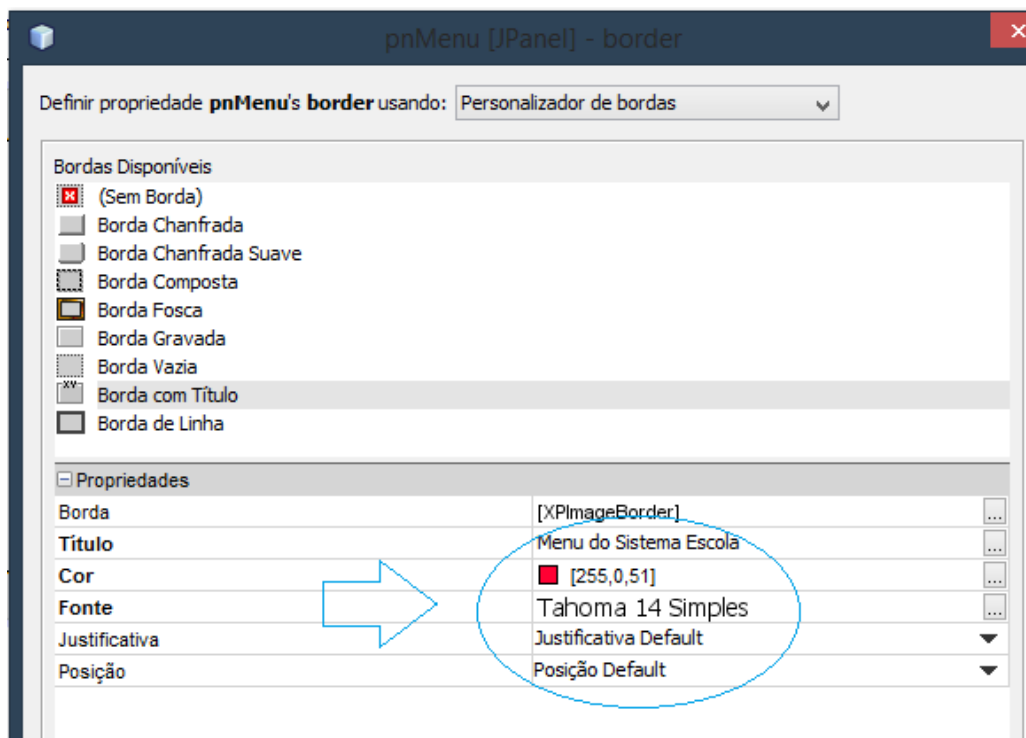 pnMenu [JPanel] - border
Definir propriedade pnMenu's border usando: Personalizador de bordas
Bordas Disponíveis
(Sem Borda)
Borda Chanfrada
Borda Chanfrada Suave
Borda Composta
Borda Fosca
Borda Gravada
Borda Vazia
XY Borda com Título
Borda de Linha
Propriedades
Borda [XPImageBorder] ...
Título Menu do Sistema Escola ...
Cor [255,0,51] ...
Fonte Tahoma 14 Simples ...
Justificativa Justificativa Default
Posição Posição Default